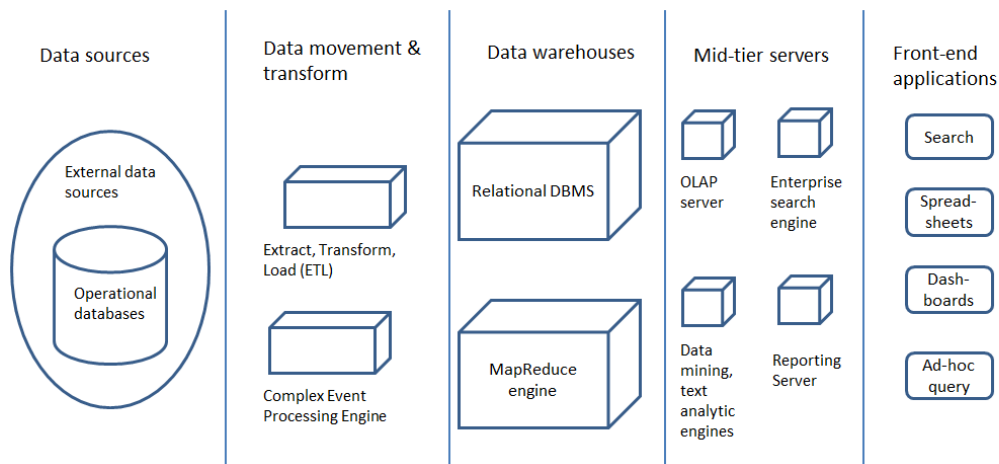 Data sources
Data movement &
transform
Data warehouses
Mid-tier servers
Front-end
applications
External data
sources
Operational
databases
Extract, Transform,
Load (ETL)
Complex Event
Processing Engine
Relational DBMS
MapReduce
engine
OLAP
server
Enterprise
search
engine
Data
mining,
text
analytic
engines
Reporting
Server
Search
Spread-
sheets
Dash-
boards
Ad-hoc
query